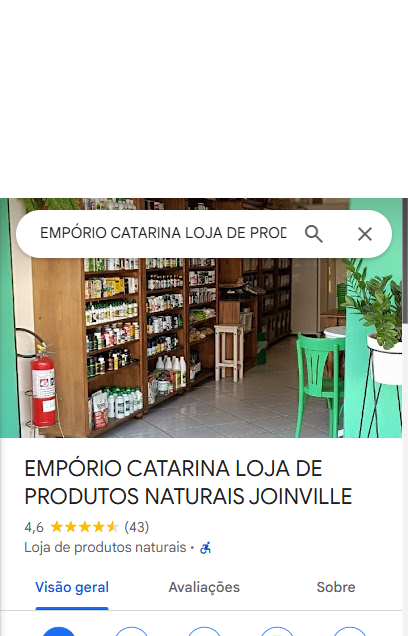 EMPÓRIO CATARINA LOJA DE PROD
EMPÓRIO CATARINA LOJA DE
PRODUTOS NATURAIS JOINVILLE
4,6 (43)
Loja de produtos naturais ·
Visão geral Avaliações Sobre